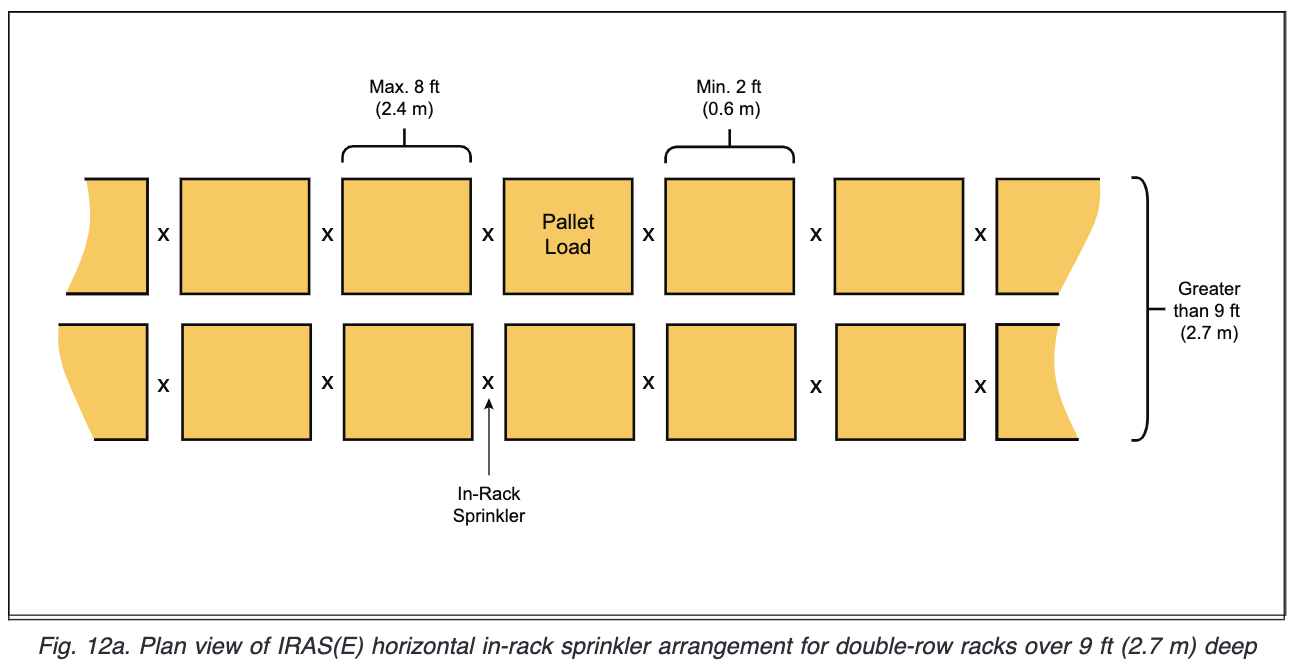 Max. 8 ft
(2.4 m)
Min. 2 ft
(0.6 m)
Pallet
Load
x
x
x
x
x
x
Greater
than 9 ft
(2.7 m)
x
x
x
x
x
x
In-Rack
Sprinkler
Fig. 12a. Plan view of IRAS(E) horizontal in-rack sprinkler arrangement for double-row racks over 9 ft (2.7 m) deep